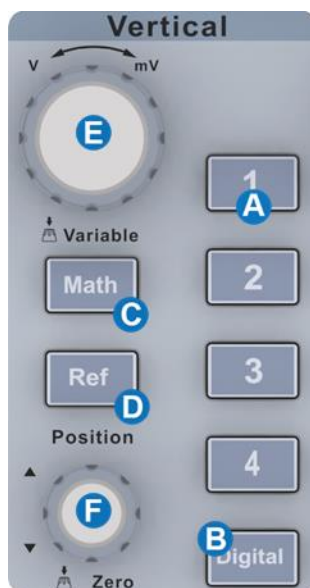 Vertical
V mV
E
1
A
Variable
Math
C
2
Ref
D
3
Position
4
F
B
Digital
Zero